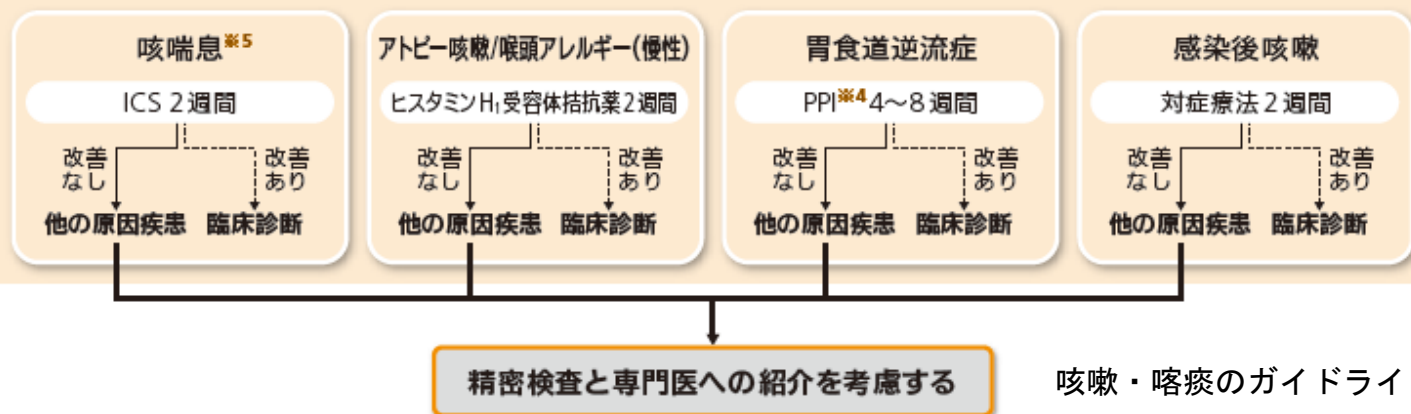 咳喘息※5
ICS 2週間
改善なし
改善あり
他の原因疾患 臨床診断
アトピー咳嗽/喉頭アレルギー(慢性)
ヒスタミンH₁受容体拮抗薬2週間
改善なし
改善あり
他の原因疾患 臨床診断
胃食道逆流症
PPI※4 4〜8週間
改善なし
改善あり
他の原因疾患 臨床診断
感染後咳嗽
対症療法2週間
改善なし
改善あり
他の原因疾患 臨床診断
精密検査と専門医への紹介を考慮する
咳嗽・喀痰のガイドライ